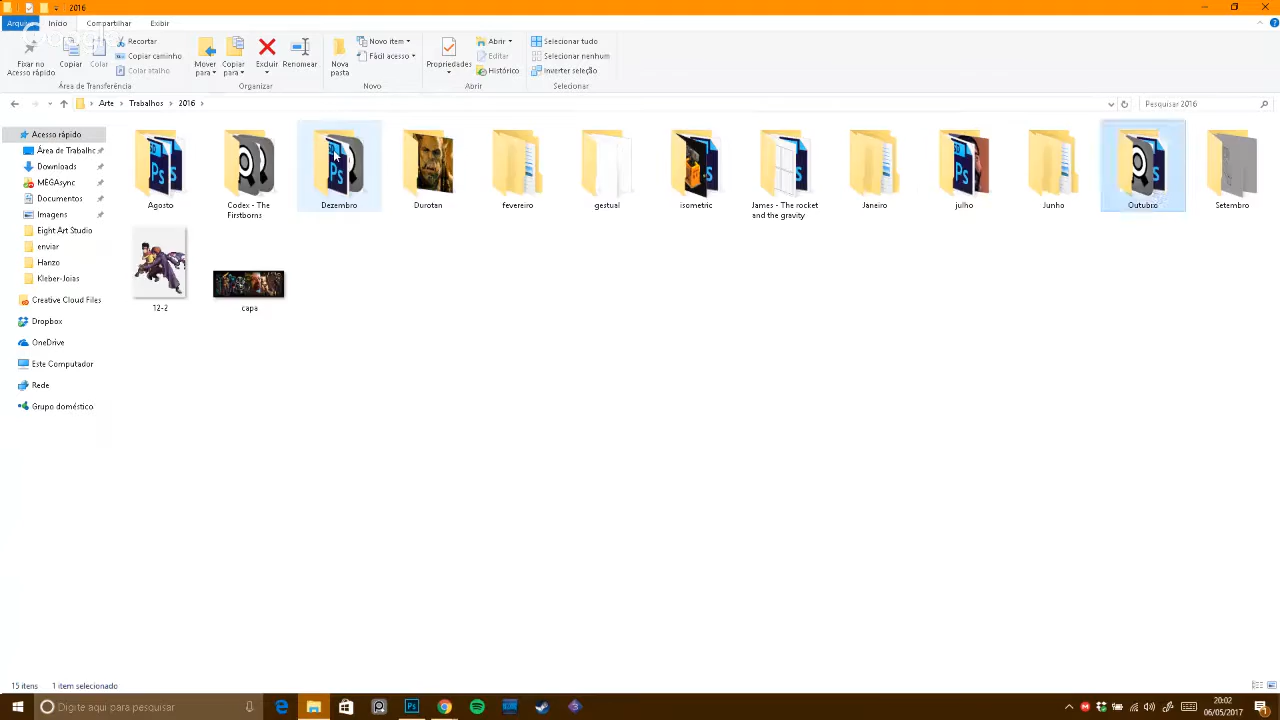 2016
Arquivo Início Compartilhar Exibir
Fixar no
Acesso rápido
Copiar
Colar
Recortar
Copiar caminho
Colar atalho
Área de Transferência
Mover
para
Copiar
para
Excluir
Renomear
Organizar
Nova
pasta
Novo item
Fácil acesso
Novo
Propriedades
Abrir
Editar
Histórico
Abrir
Selecionar tudo
Selecionar nenhum
Inverter seleção
Selecionar
Arte > Trabalhos > 2016 >
Pesquisar 2016
Acesso rápido
Área de Trabalhc
Downloads
MEGAsync
Documentos
Imagens
Eight Art Studio
enviar
Hanzo
Kleber-Joias
Creative Cloud Files
Dropbox
OneDrive
Este Computador
Rede
Grupo doméstico
Agosto
Codex - The
Firstborns
Dezembro
Durotan
fevereiro
gestual
isometric
James - The rocket
and the gravity
Janeiro
julho
Junho
Outubro
Setembro
12-2
capa
15 itens 1 item selecionado
Digite aqui para pesquisar
20:02
06/05/2017